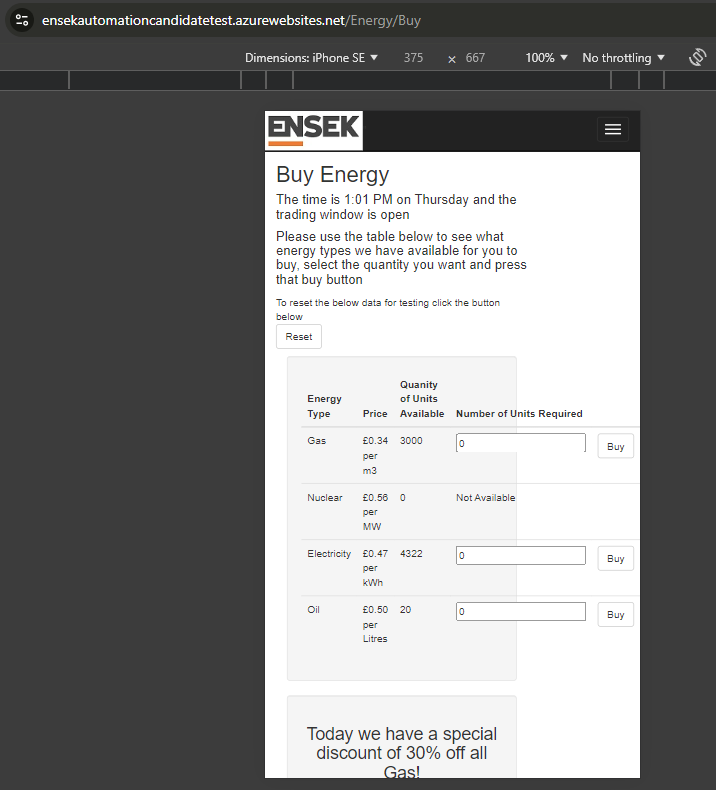 ensekautomationcandidatetest.azurewebsites.net/Energy/Buy
Dimensions: iPhone SE ▼ 375 × 667 100% ▼ No throttling ▼
ENSEK
Buy Energy
The time is 1:01 PM on Thursday and the
trading window is open
Please use the table below to see what
energy types we have available for you to
buy, select the quantity you want and press
that buy button
To reset the below data for testing click the button
below
Reset
Energy Type Price Quanity of Units Available Number of Units Required
Gas £0.34 per m3 3000 0 Buy
Nuclear £0.56 per MW 0 Not Available
Electricity £0.47 per kWh 4322 0 Buy
Oil £0.50 per Litres 20 0 Buy
Today we have a special
discount of 30% off all
Gas!